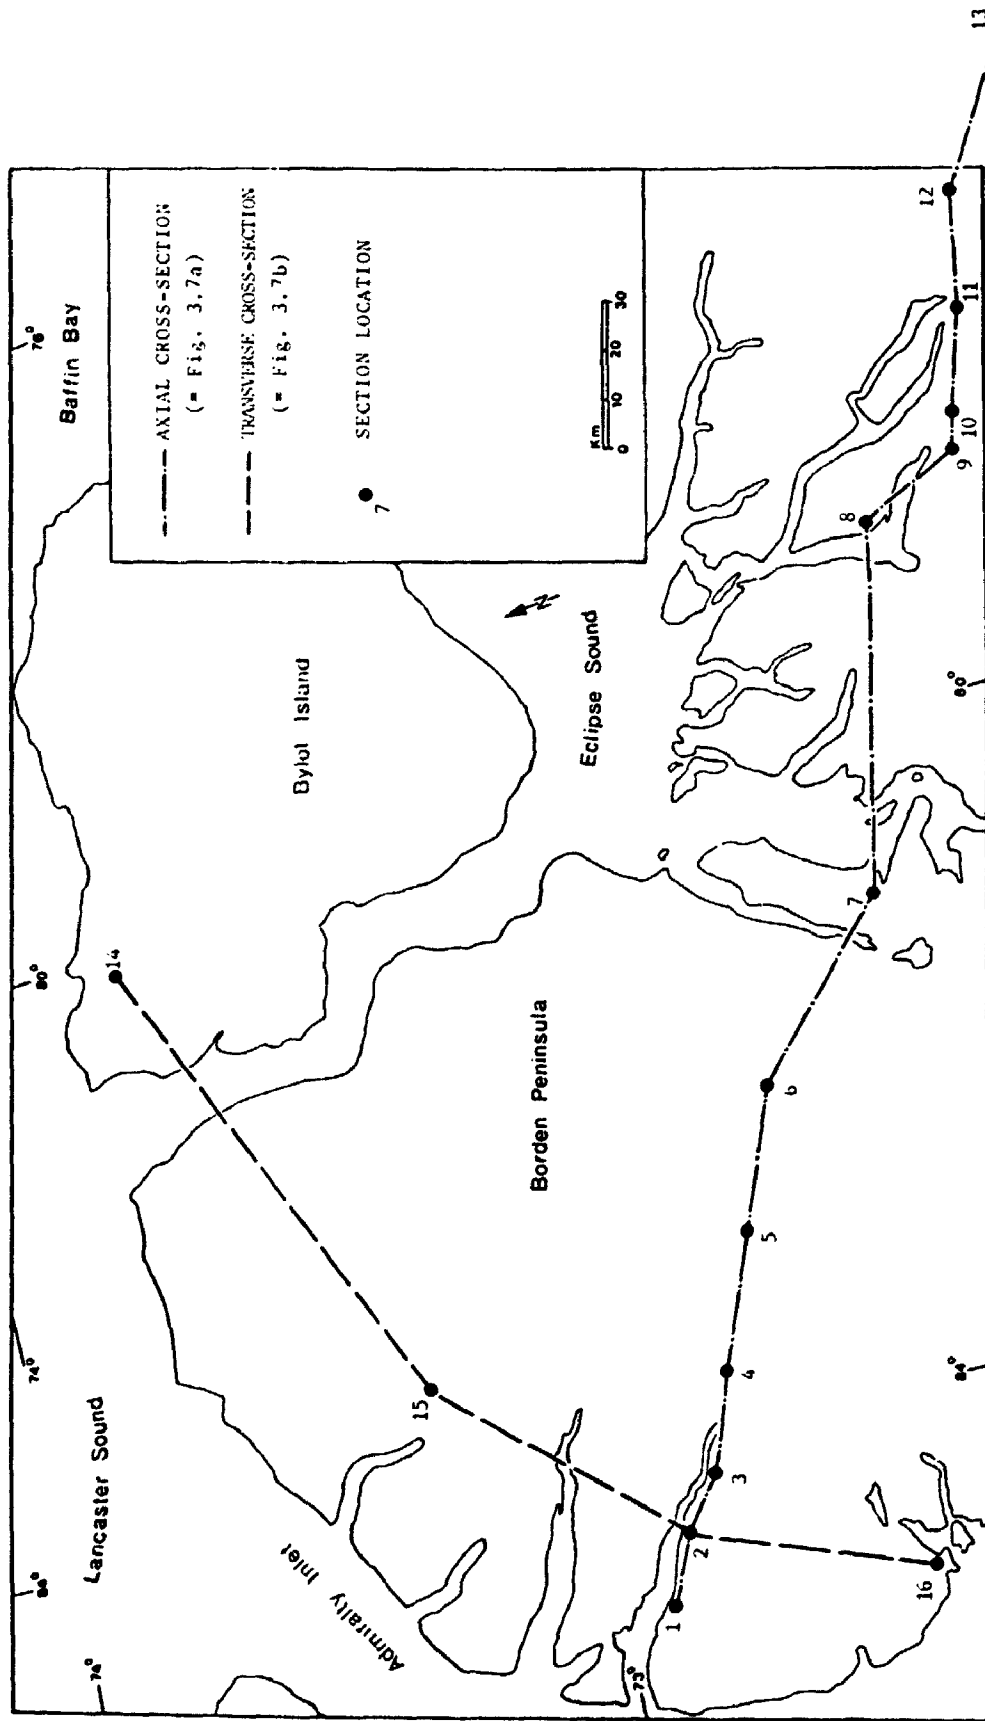 Lancaster Sound
Baffin Bay
84°
74°
80°
76°
74°
73°
Admiralty Inlet
Bylot Island
Eclipse Sound
Borden Peninsula
AXIAL CROSS-SECTION
(= Fig. 3.7a)
TRANSVERSE CROSS-SECTION
(= Fig. 3.7b)
7
SECTION LOCATION
Km
0 10 20 30
N
14
15
1
2
3
4
5
6
7
8
9
10
11
12
13
16
84°
80°